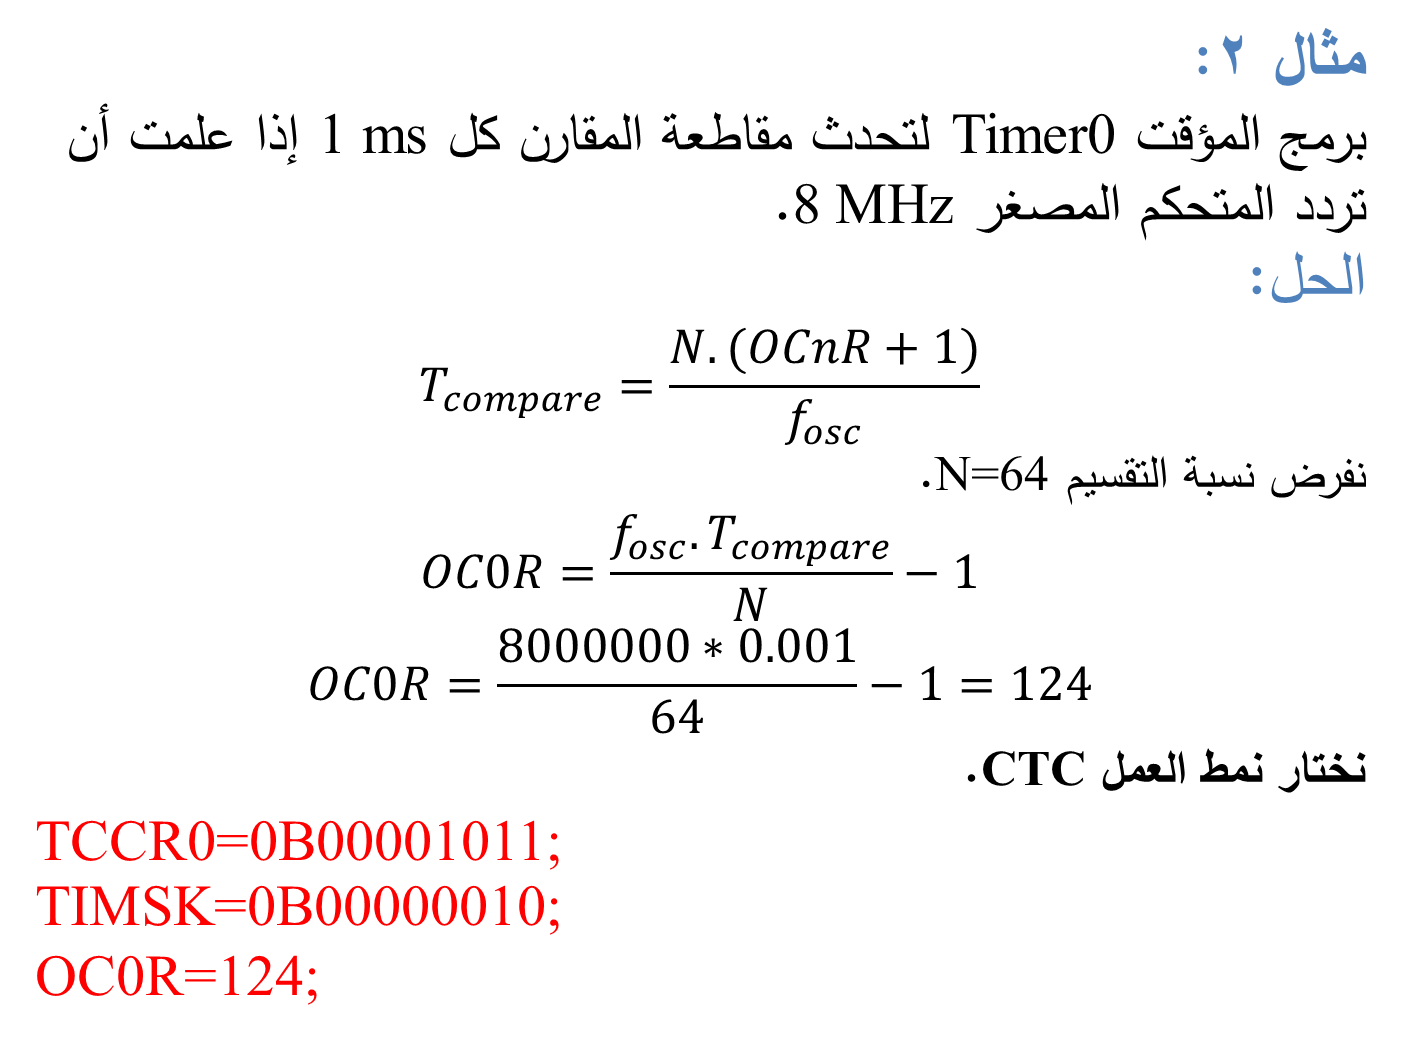 مثال ٢:
برمج المؤقت Timer0 لتحدث مقاطعة المقارن كل 1 ms إذا علمت أن
تردد المتحكم المصغر 8 MHz.
الحل:
T_compare = N.(OCnR + 1) / f_osc
نفرض نسبة التقسيم N=64.
OC0R = f_osc.T_compare / N − 1
OC0R = 8000000 ∗ 0.001 / 64 − 1 = 124
نختار نمط العمل CTC.
TCCR0=0B00001011;
TIMSK=0B00000010;
OC0R=124;